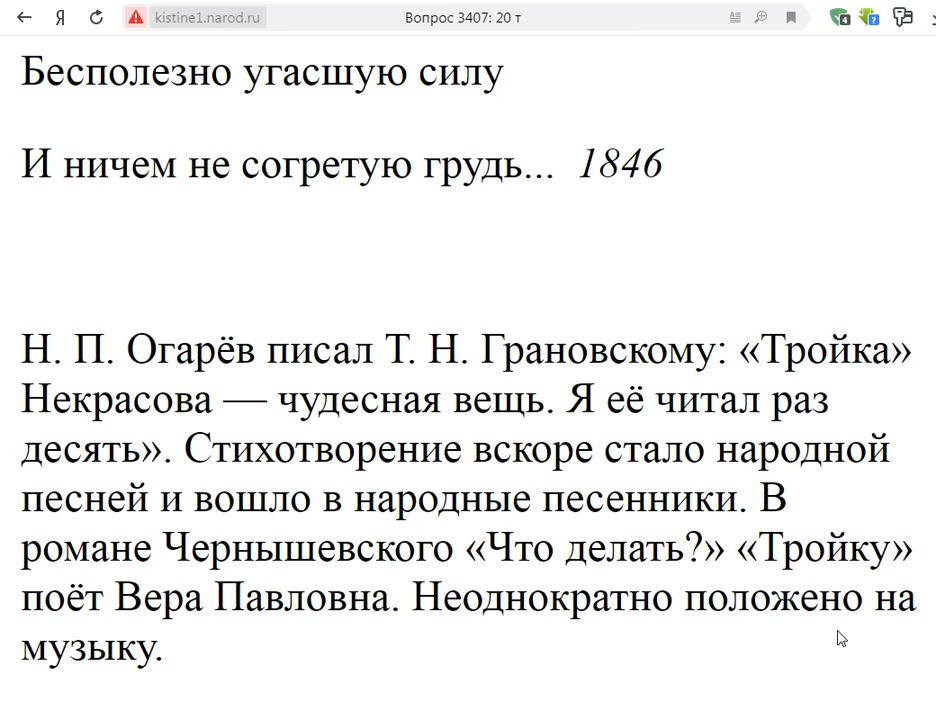 Я kistine1.narod.ru Вопрос 3407: 20 т 4 ?
Бесполезно угасшую силу
И ничем не согретую грудь... 1846
Н. П. Огарёв писал Т. Н. Грановскому: «Тройка»
Некрасова — чудесная вещь. Я её читал раз
десять». Стихотворение вскоре стало народной
песней и вошло в народные песенники. В
романе Чернышевского «Что делать?» «Тройку»
поёт Вера Павловна. Неоднократно положено на
музыку.